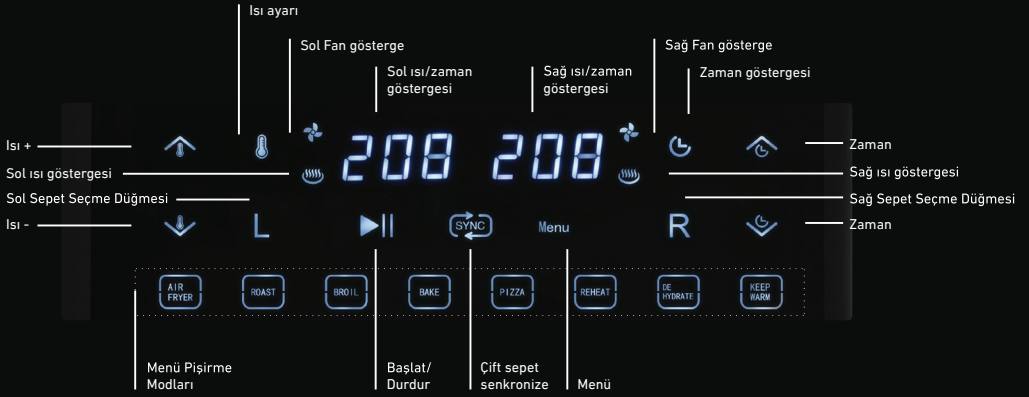 Isı ayarı
Sol Fan gösterge
Sağ Fan gösterge
Sol ısı/zaman
göstergesi
Sağ ısı/zaman
göstergesi
Zaman göstergesi
Isı +
208
208
Zaman
Sol ısı göstergesi
Sağ ısı göstergesi
Sol Sepet Seçme Düğmesi
Sağ Sepet Seçme Düğmesi
Isı -
L
SYNC
Menu
R
Zaman
AIR
FRYER
ROAST
BROIL
BAKE
PIZZA
REHEAT
DE
HYDRATE
KEEP
WARM
Menü Pişirme
Modları
Başlat/
Durdur
Çift sepet
senkronize
Menü